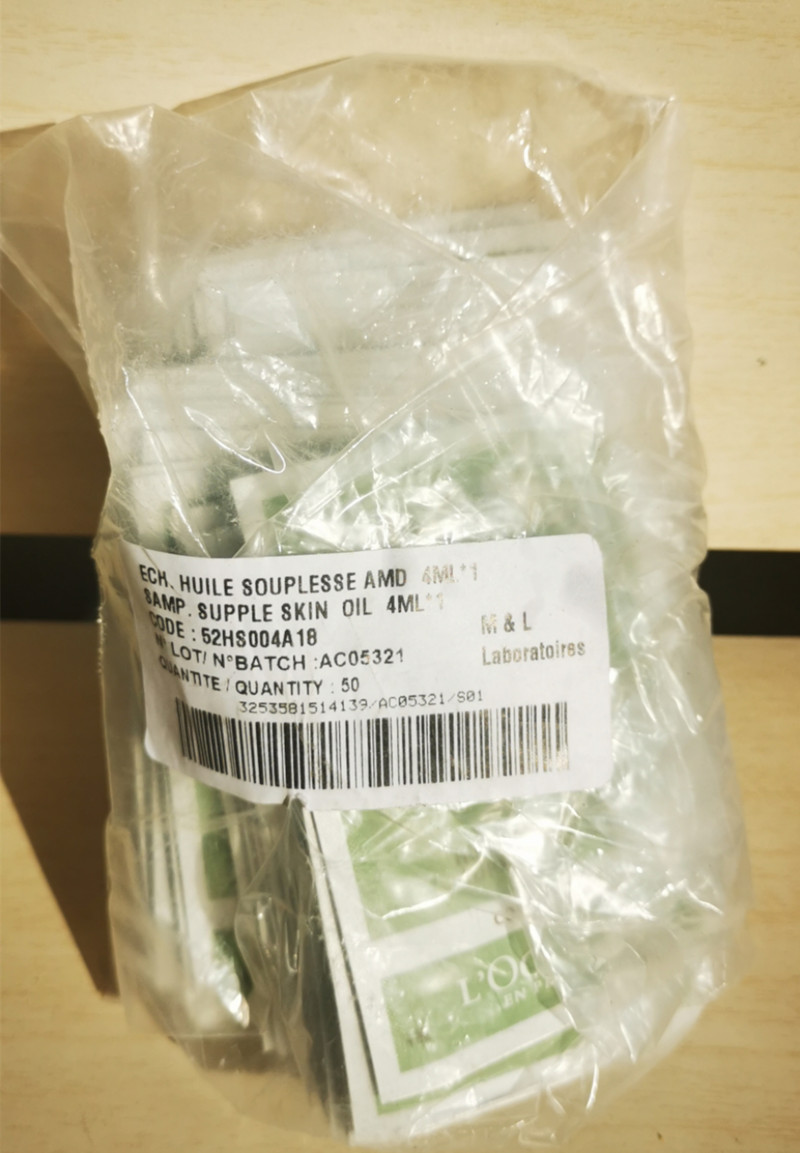 ECH. HUILE SOUPLESSE AMD 4ML*1
SAMP. SUPPLE SKIN OIL 4ML*1
CODE : 52HS004A18
N° LOT/ N°BATCH :AC05321
QUANTITE / QUANTITY : 50
M & L
Laboratoires
3253581514139/AC05321/S01
EN